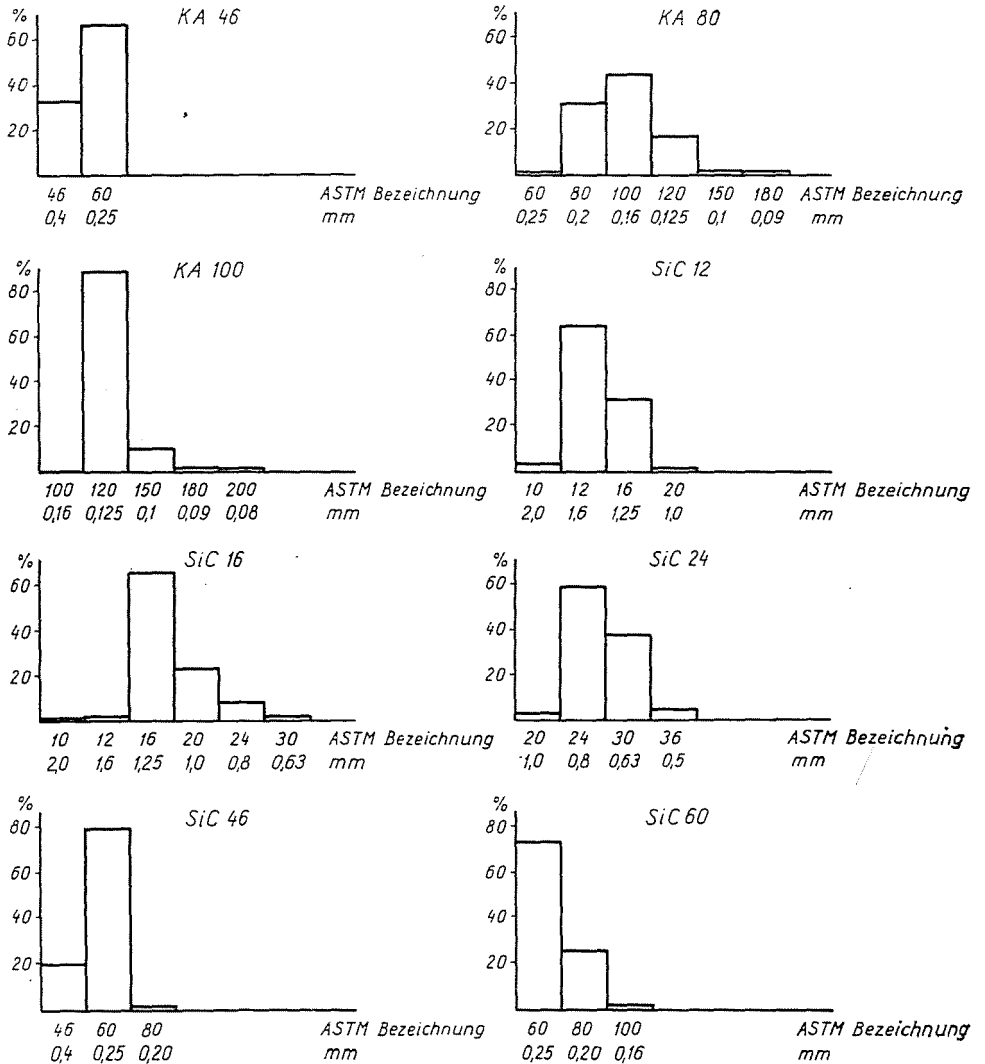 % KA 46
60
40
20
46 60 ASTM Bezeichnung
0,4 0,25 mm
% KA 80
60
40
20
60 80 100 120 150 180 ASTM Bezeichnung
0,25 0,2 0,16 0,125 0,1 0,09 mm
% KA 100
80
60
40
20
100 120 150 180 200 ASTM Bezeichnung
0,16 0,125 0,1 0,09 0,08 mm
% SiC 12
80
60
40
20
10 12 16 20 ASTM Bezeichnung
2,0 1,6 1,25 1,0 mm
% SiC 16
60
40
20
10 12 16 20 24 30 ASTM Bezeichnung
2,0 1,6 1,25 1,0 0,8 0,63 mm
% SiC 24
60
40
20
20 24 30 36 ASTM Bezeichnung
1,0 0,8 0,63 0,5 mm
% SiC 46
80
60
40
20
46 60 80 ASTM Bezeichnung
0,4 0,25 0,20 mm
% SiC 60
80
60
40
20
60 80 100 ASTM Bezeichnung
0,25 0,20 0,16 mm